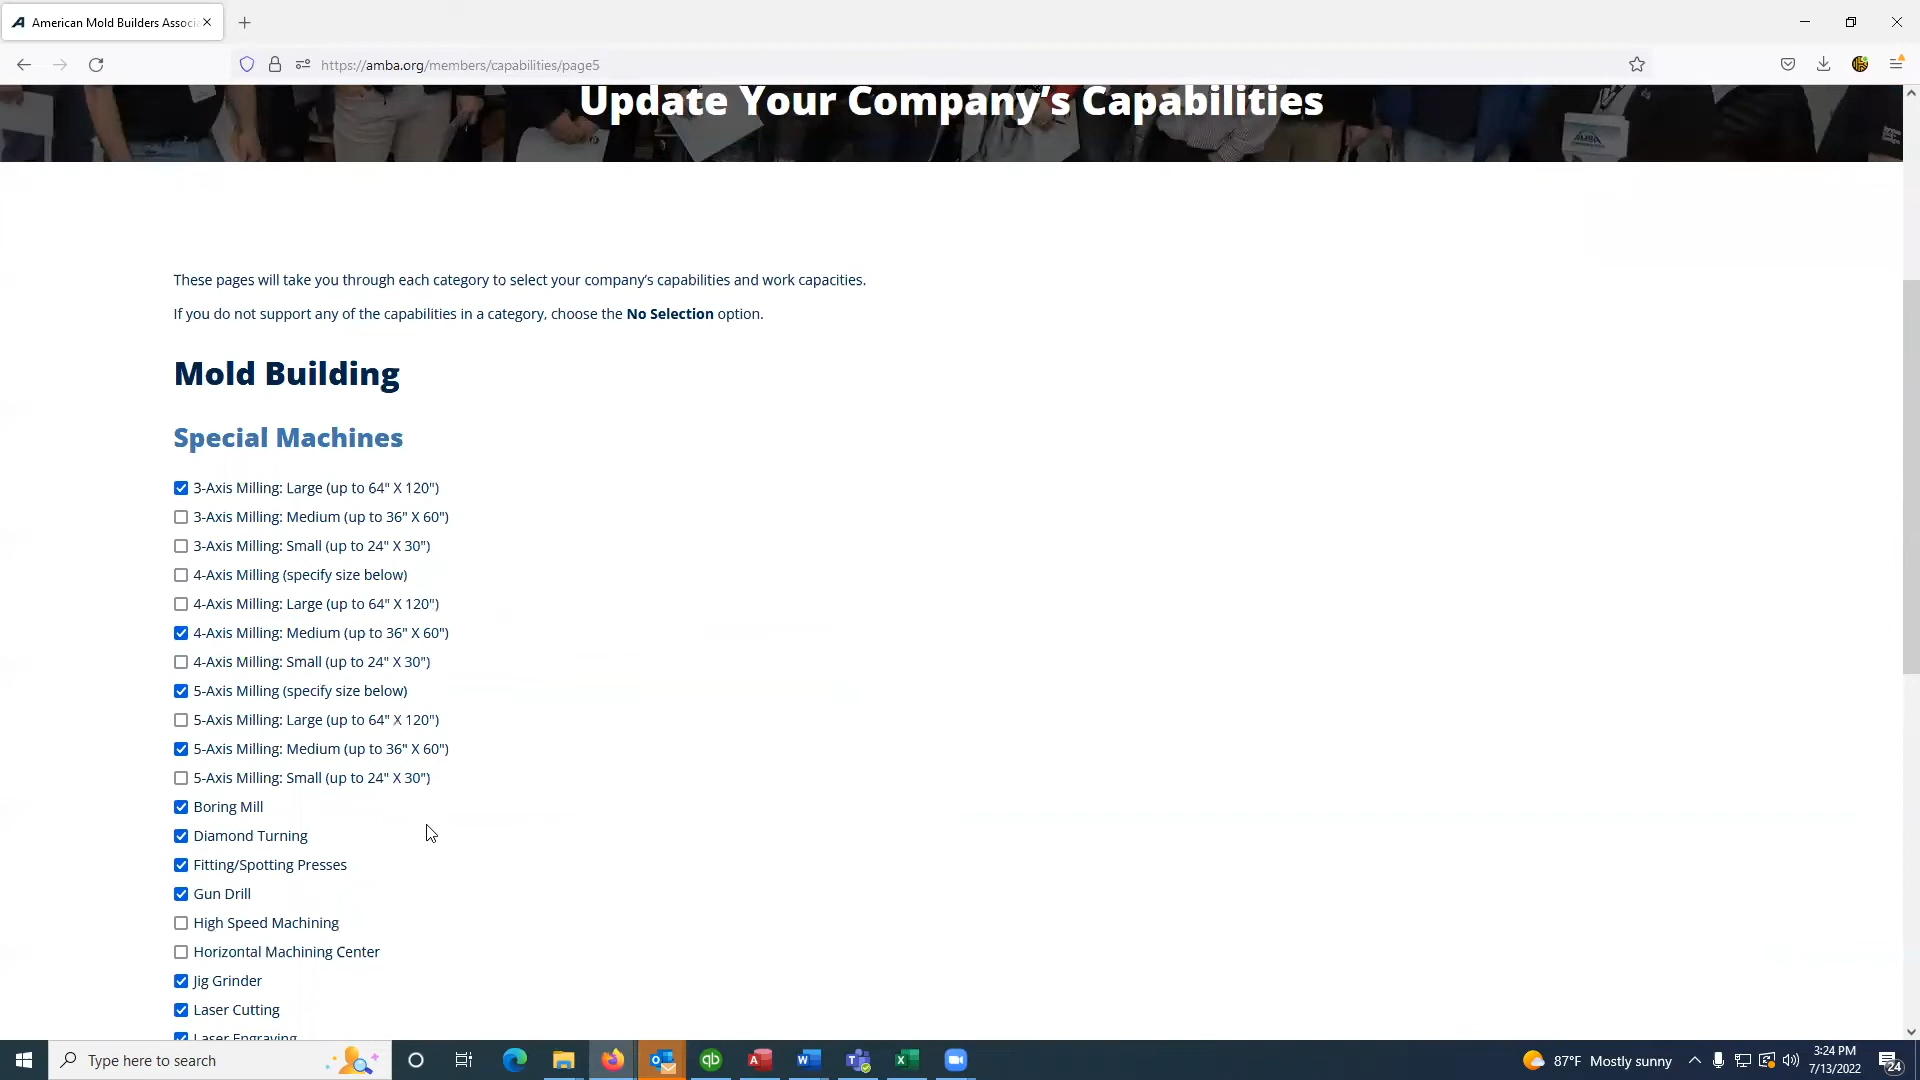 American Mold Builders Associ
https://amba.org/members/capabilities/page5
Update Your Company's Capabilities
These pages will take you through each category to select your company's capabilities and work capacities.
If you do not support any of the capabilities in a category, choose the No Selection option.
Mold Building
Special Machines
3-Axis Milling: Large (up to 64" X 120")
3-Axis Milling: Medium (up to 36" X 60")
3-Axis Milling: Small (up to 24" X 30")
4-Axis Milling (specify size below)
4-Axis Milling: Large (up to 64" X 120")
4-Axis Milling: Medium (up to 36" X 60")
4-Axis Milling: Small (up to 24" X 30")
5-Axis Milling (specify size below)
5-Axis Milling: Large (up to 64" X 120")
5-Axis Milling: Medium (up to 36" X 60")
5-Axis Milling: Small (up to 24" X 30")
Boring Mill
Diamond Turning
Fitting/Spotting Presses
Gun Drill
High Speed Machining
Horizontal Machining Center
Jig Grinder
Laser Cutting
Laser Engraving
Type here to search
87°F Mostly sunny
3:24 PM
7/13/2022
24